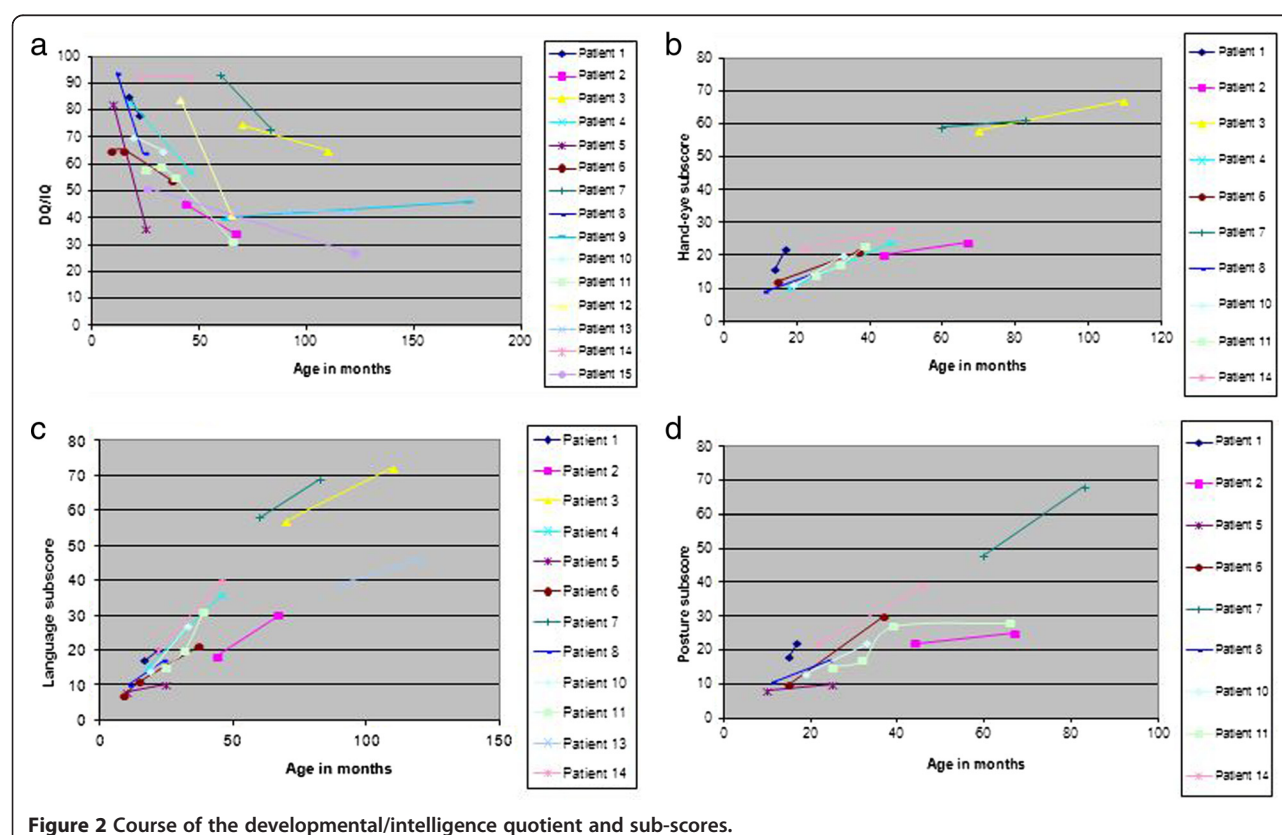 a
100
90
80
70
60
50
40
30
20
10
0
DQ/IQ
0 50 100 150 200
Age in months
Patient 1
Patient 2
Patient 3
Patient 4
Patient 5
Patient 6
Patient 7
Patient 8
Patient 9
Patient 10
Patient 11
Patient 12
Patient 13
Patient 14
Patient 15
b
80
70
60
50
40
30
20
10
0
Hand-eye subscore
0 20 40 60 80 100 120
Age in months
Patient 1
Patient 2
Patient 3
Patient 4
Patient 6
Patient 7
Patient 8
Patient 10
Patient 11
Patient 14
c
80
70
60
50
40
30
20
10
0
Language subscore
0 50 100 150
Age in months
Patient 1
Patient 2
Patient 3
Patient 4
Patient 5
Patient 6
Patient 7
Patient 8
Patient 10
Patient 11
Patient 13
Patient 14
d
80
70
60
50
40
30
20
10
0
Posture subscore
0 20 40 60 80 100
Age in months
Patient 1
Patient 2
Patient 5
Patient 6
Patient 7
Patient 8
Patient 10
Patient 11
Patient 14
Figure 2 Course of the developmental/intelligence quotient and sub-scores.